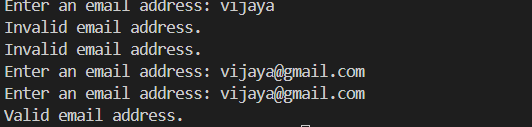 Enter an email address: vijaya
Invalid email address.
Invalid email address.
Enter an email address: vijaya@gmail.com
Enter an email address: vijaya@gmail.com
Valid email address.